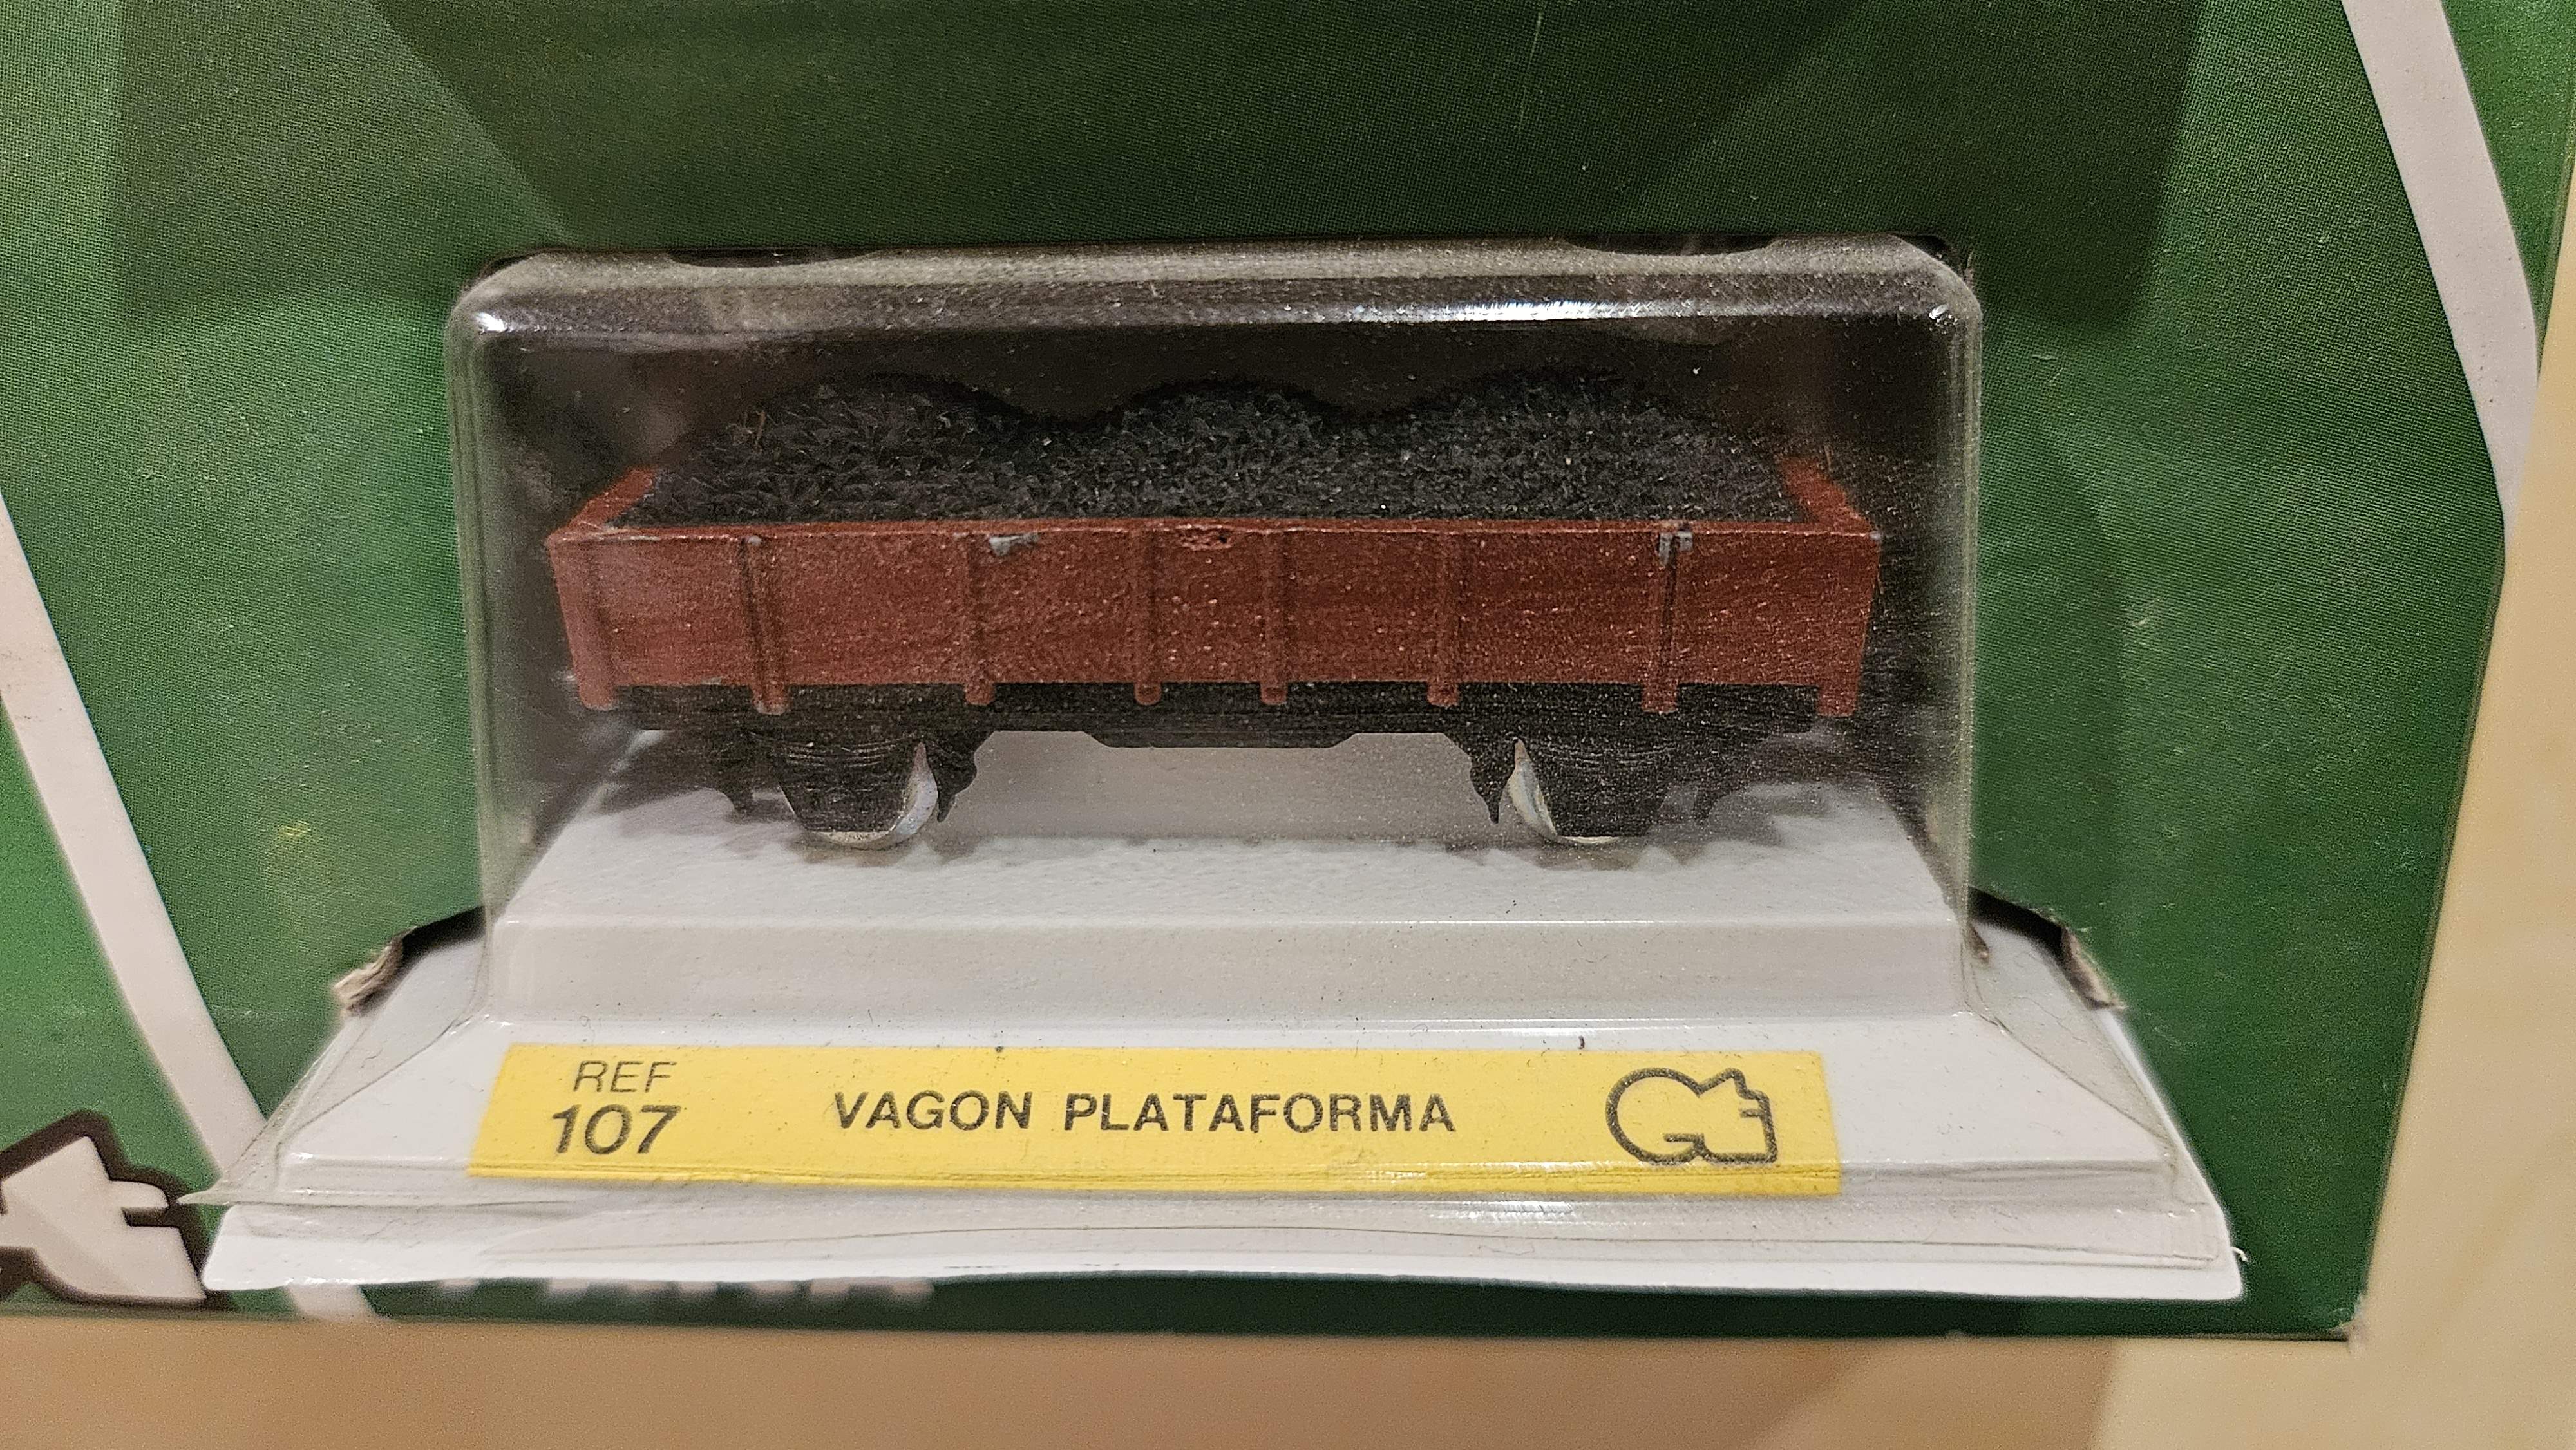 REF
107
VAGON PLATAFORMA